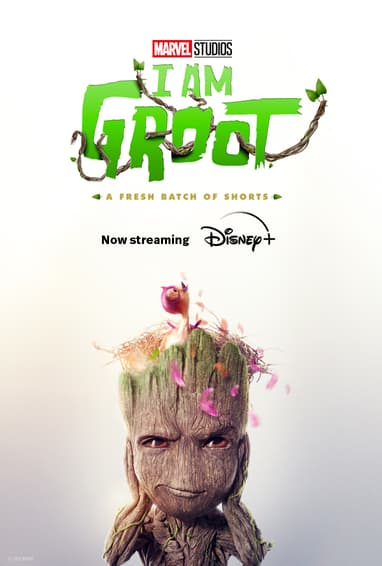 MARVEL STUDIOS
I AM
GROOT
A FRESH BATCH OF SHORTS
Now streaming Disney+